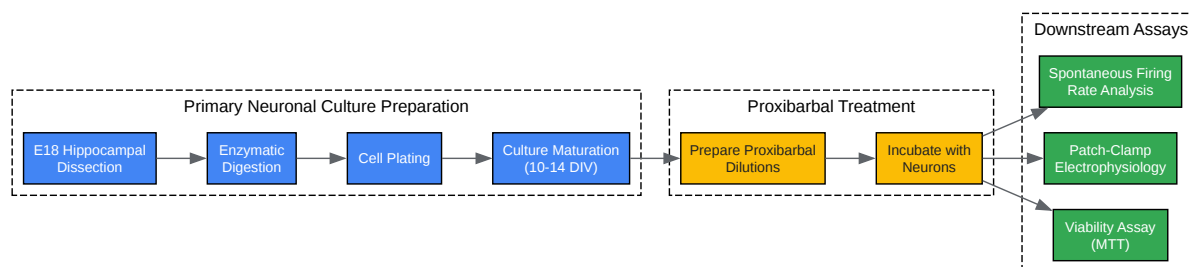 Primary Neuronal Culture Preparation
E18 Hippocampal
Dissection
Enzymatic
Digestion
Cell Plating
Culture Maturation
(10-14 DIV)
Proxibarbal Treatment
Prepare Proxibarbal
Dilutions
Incubate with
Neurons
Downstream Assays
Spontaneous Firing
Rate Analysis
Patch-Clamp
Electrophysiology
Viability Assay
(MTT)